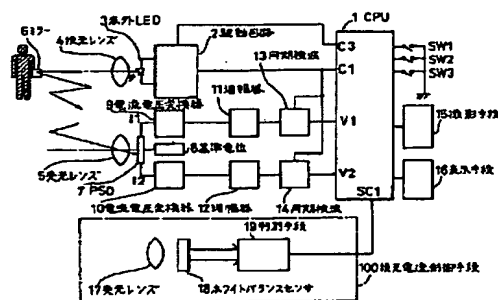 6ミラー
4投光レンズ
3赤外LED
2駆動回路
1 CPU
C3
C1
SW1
SW2
SW3
13同期検波
11増幅器
9電流電圧変換器
I1
V1
8基準電位
15撮影手段
5受光レンズ
7 PSD
I2
V2
16表示手段
10電流電圧変換器
12増幅器
14同期検波
SC1
19判別手段
17受光レンズ
18ホワイトバランスセンサ
100投光電流制御手段